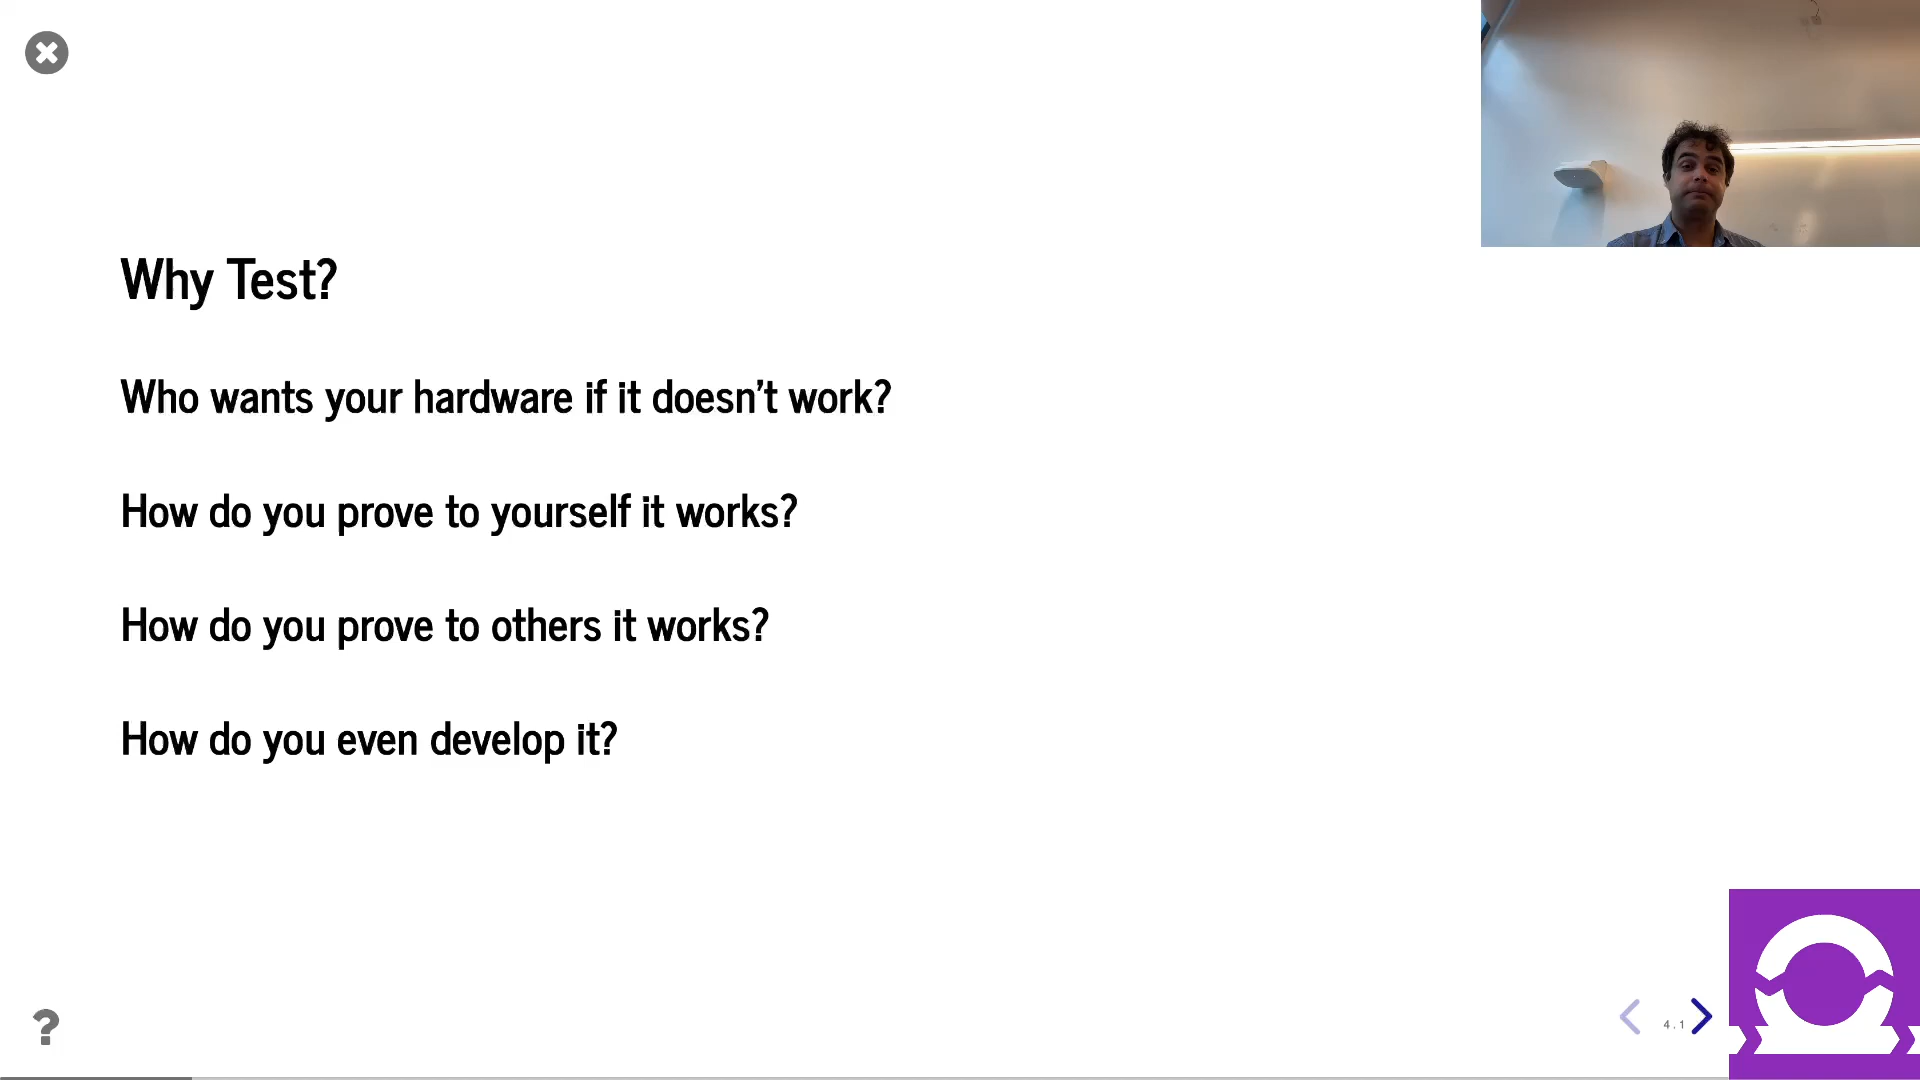 Why Test?
Who wants your hardware if it doesn’t work?
How do you prove to yourself it works?
How do you prove to others it works?
How do you even develop it?
?
4.1